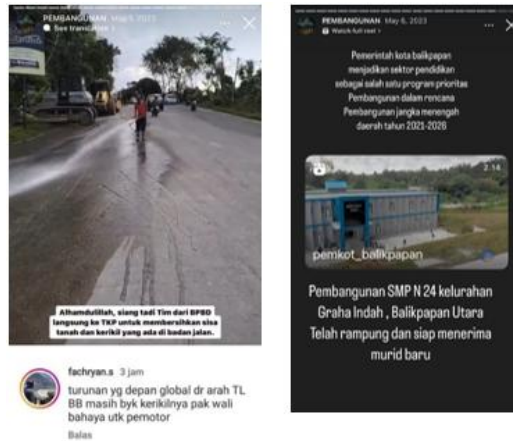 PEMBANGUNAN May 5, 2023
See translation >
Alhamdulillah, siang tadi Tim dari BPBD
langsung ke TKP untuk membersihkan sisa
tanah dan kerikil yang ada di badan jalan.
fachryan.s 3 jam
turunan yg depan global dr arah TL
BB masih byk kerikilnya pak wali
bahaya utk pemotor
Balas
PEMBANGUNAN May 6, 2023
Watch full reel >
Pemerintah kota balikpapan
menjadikan sektor pendidikan
sebagai salah satu program prioritas
Pembangunan dalam rencana
Pembangunan jangka menengah
daerah tahun 2021-2026
2.14
pemkot_balikpapan
Pembangunan SMP N 24 kelurahan
Graha Indah , Balikpapan Utara
Telah rampung dan siap menerima
murid baru